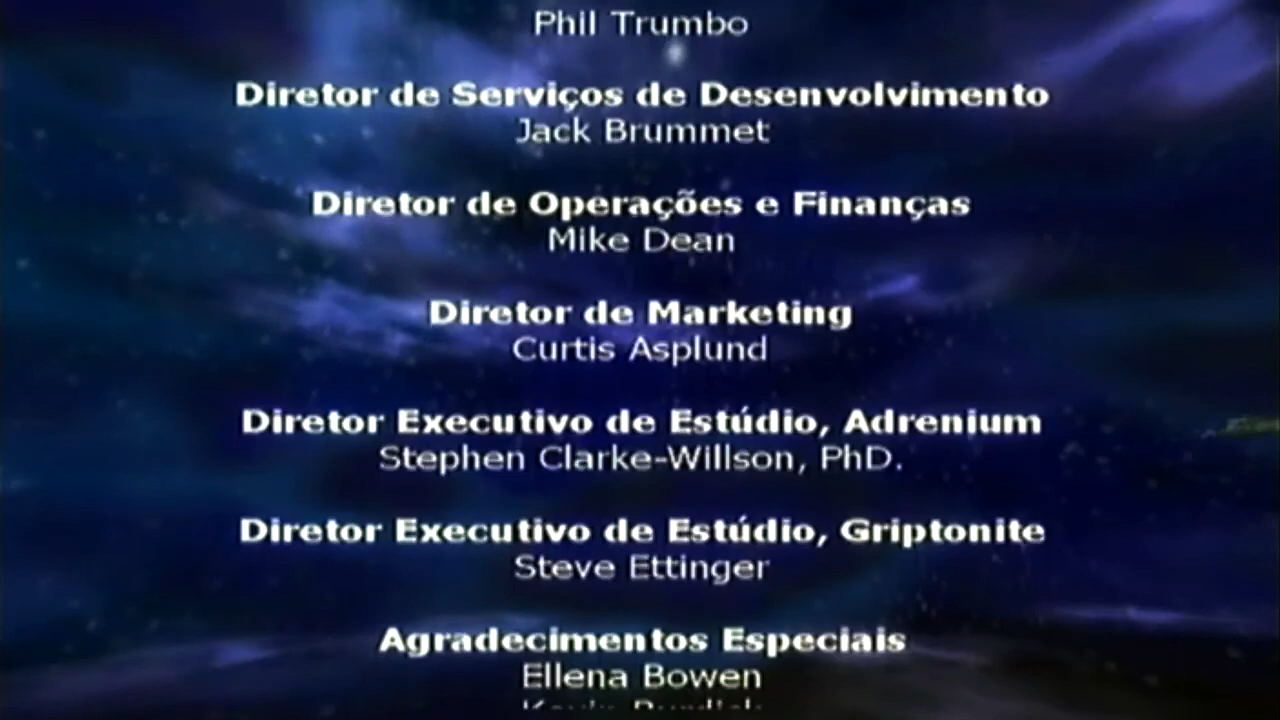 Phil Trumbo
Diretor de Serviços de Desenvolvimento
Jack Brummet
Diretor de Operações e Finanças
Mike Dean
Diretor de Marketing
Curtis Asplund
Diretor Executivo de Estúdio, Adrenium
Stephen Clarke-Willson, PhD.
Diretor Executivo de Estúdio, Griptonite
Steve Ettinger
Agradecimentos Especiais
Ellena Bowen